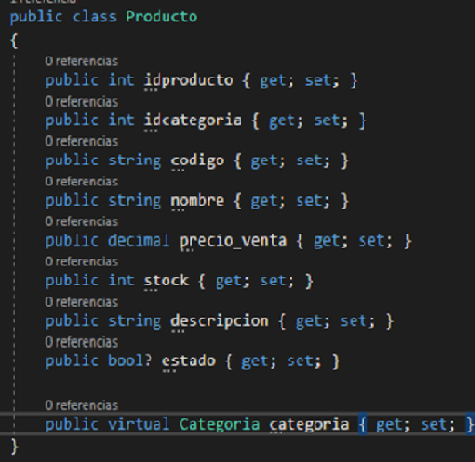 1 referencia
public class Producto
{
0 referencias
public int idproducto { get; set; }
0 referencias
public int idcategoria { get; set; }
0 referencias
public string codigo { get; set; }
0 referencias
public string nombre { get; set; }
0 referencias
public decimal precio_venta { get; set; }
0 referencias
public int stock { get; set; }
0 referencias
public string descripcion { get; set; }
0 referencias
public bool? estado { get; set; }
0 referencias
public virtual Categoria categoria { get; set; }
}